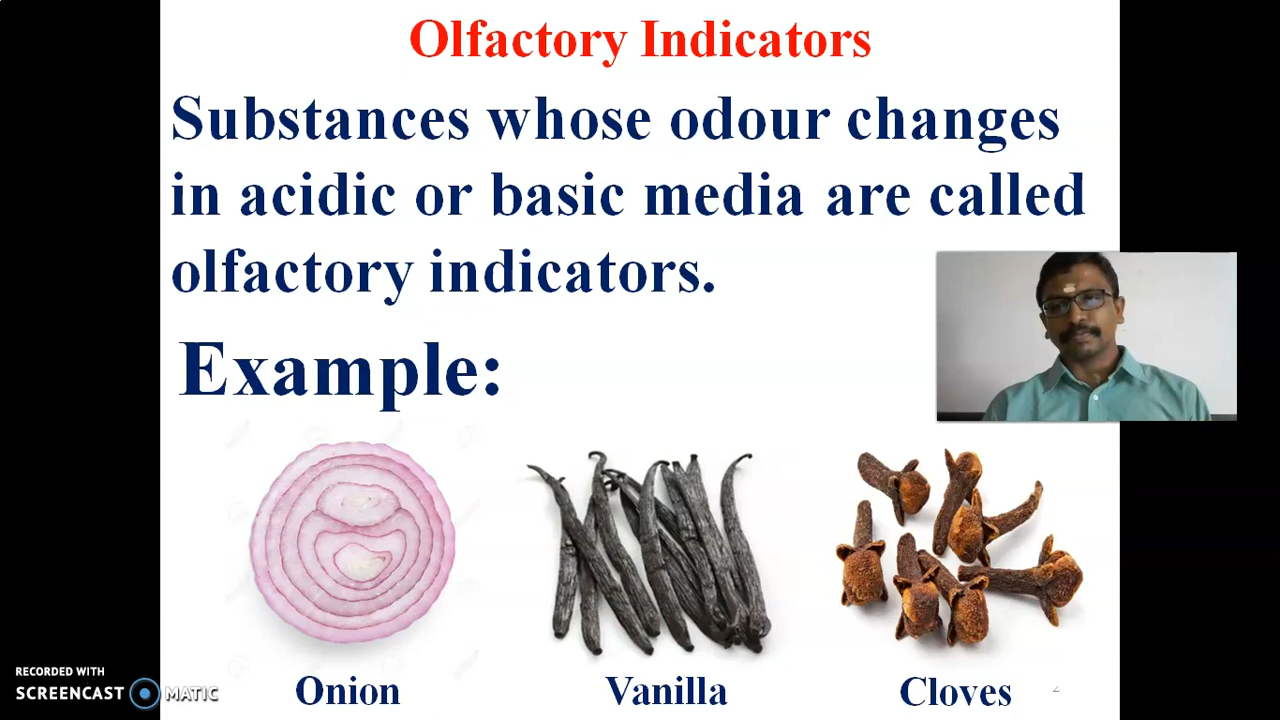 Olfactory Indicators
Substances whose odour changes
in acidic or basic media are called
olfactory indicators.
Example:
Onion
Vanilla
Cloves
2
RECORDED WITH
SCREENCAST MATIC